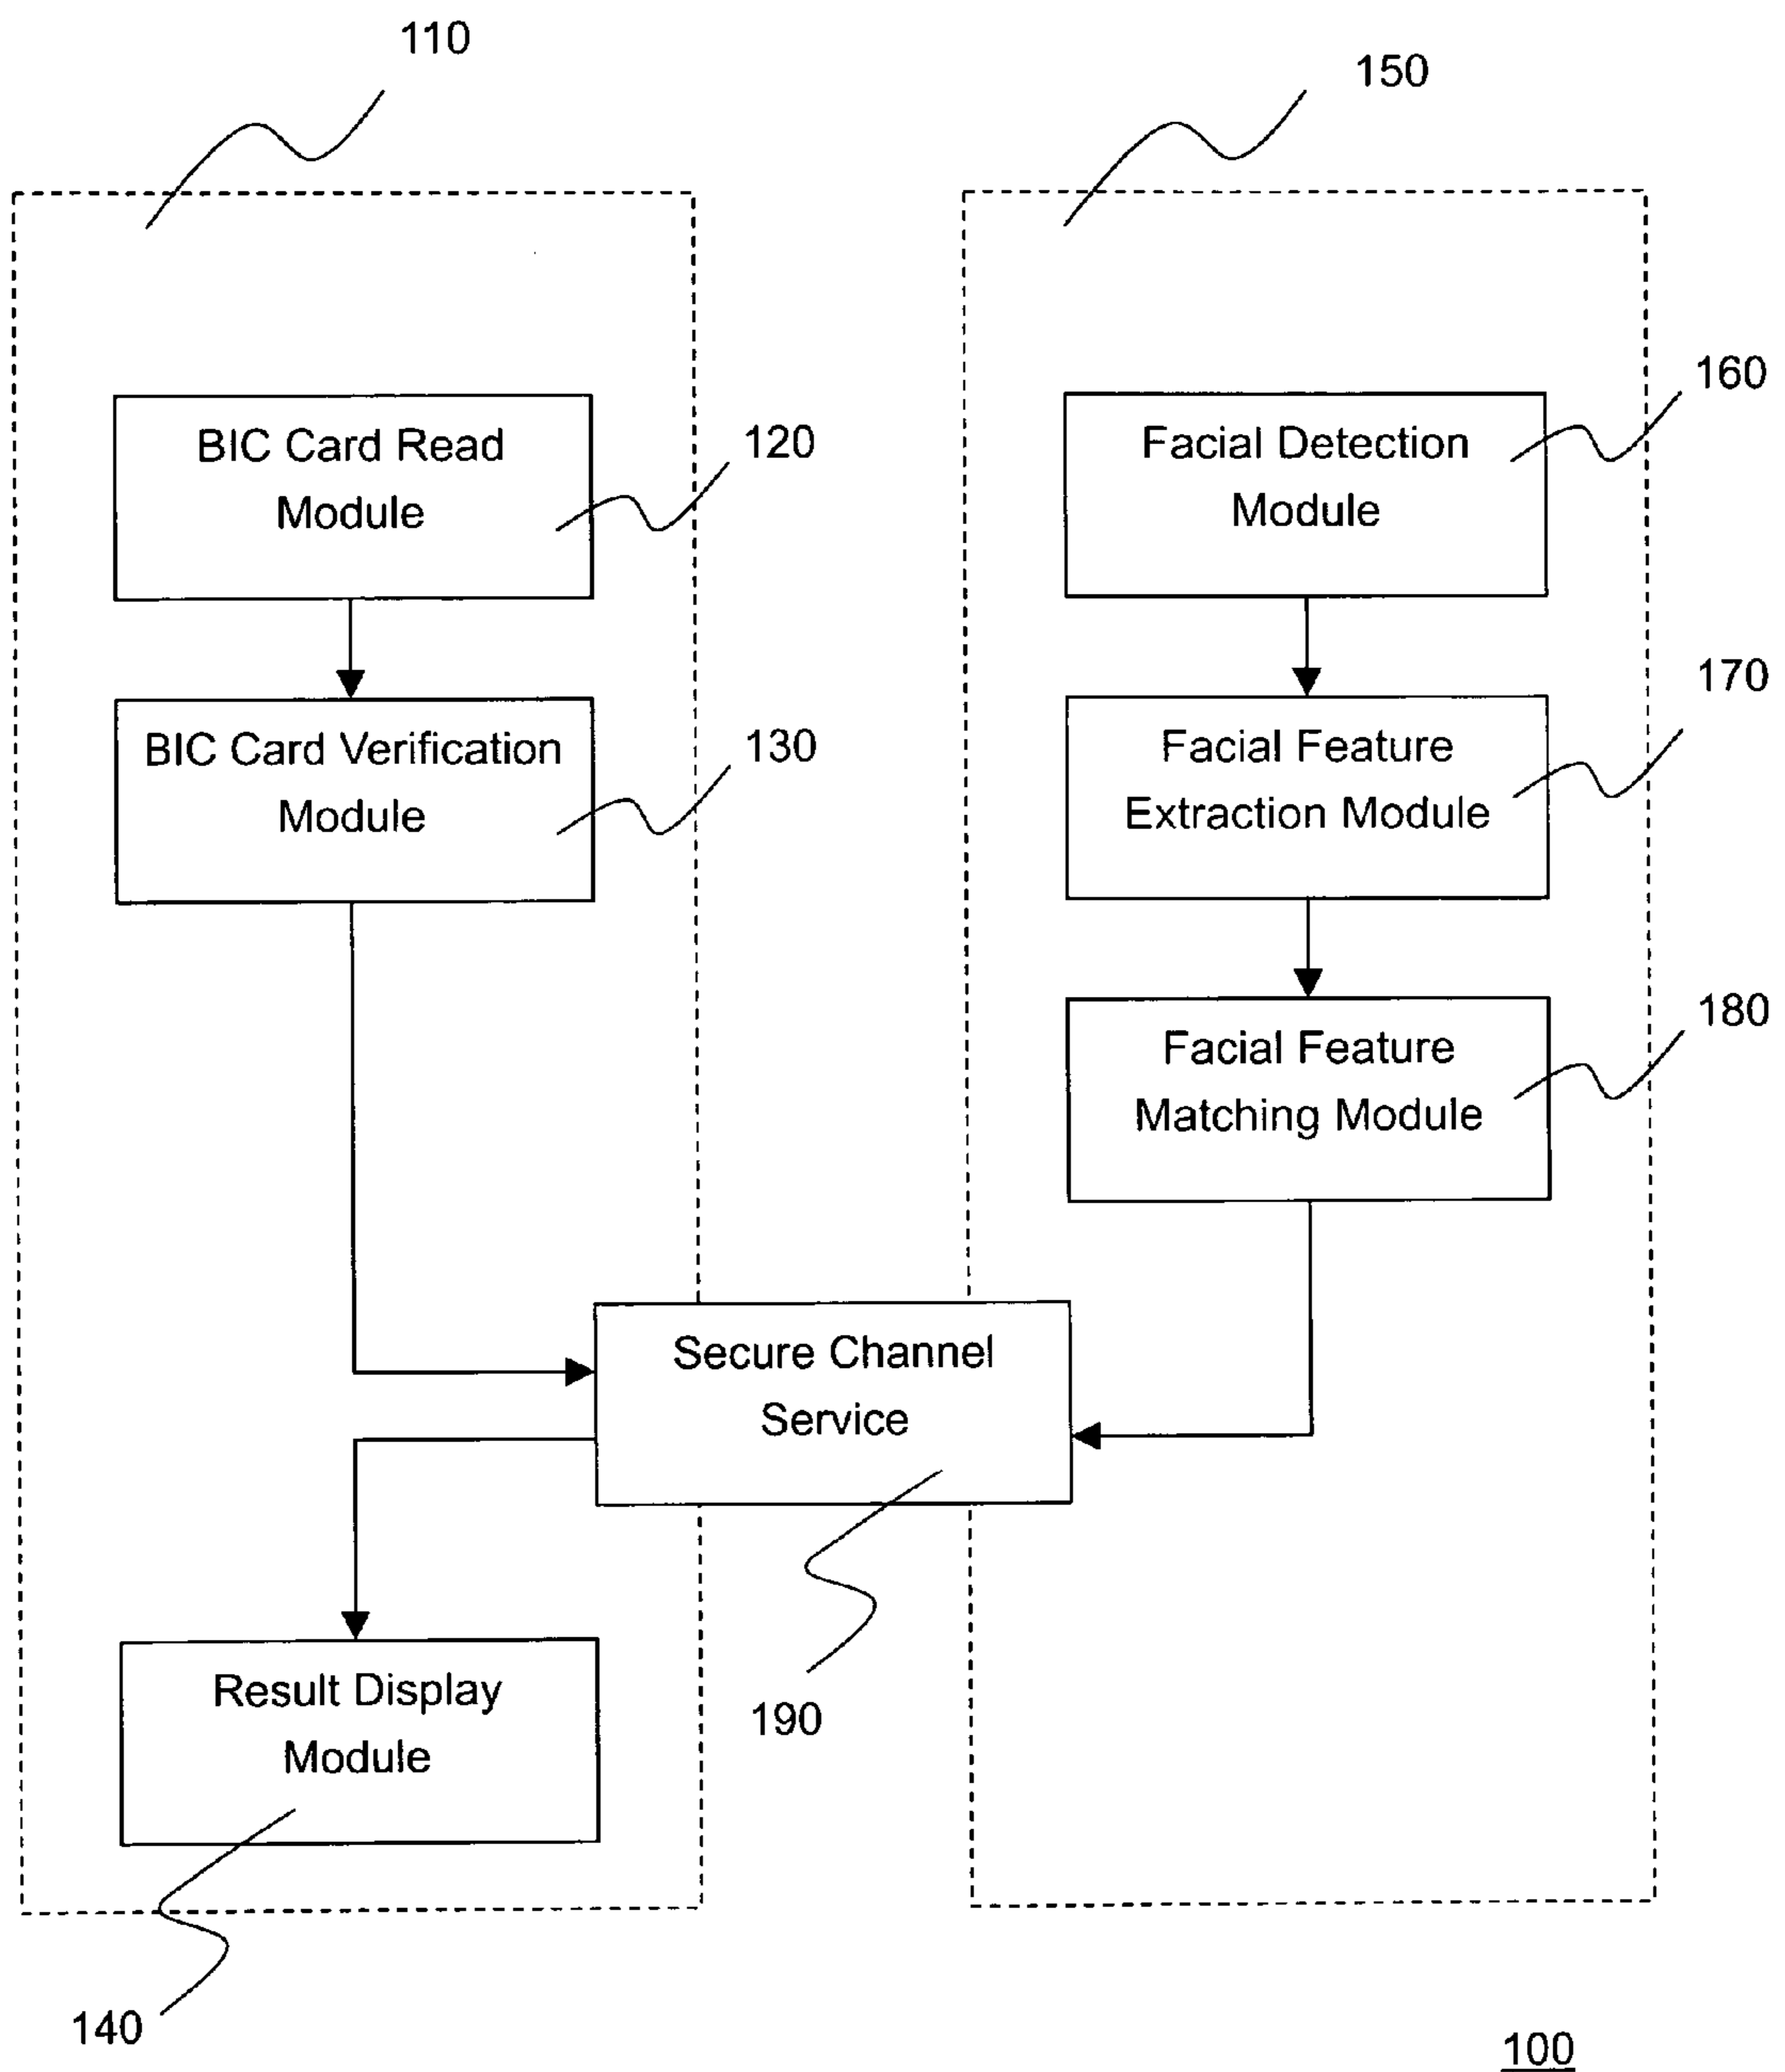 110
150
BIC Card Read
Module
120
Facial Detection
Module
160
BIC Card Verification
Module
130
Facial Feature
Extraction Module
170
Facial Feature
Matching Module
180
Secure Channel
Service
190
Result Display
Module
140
100